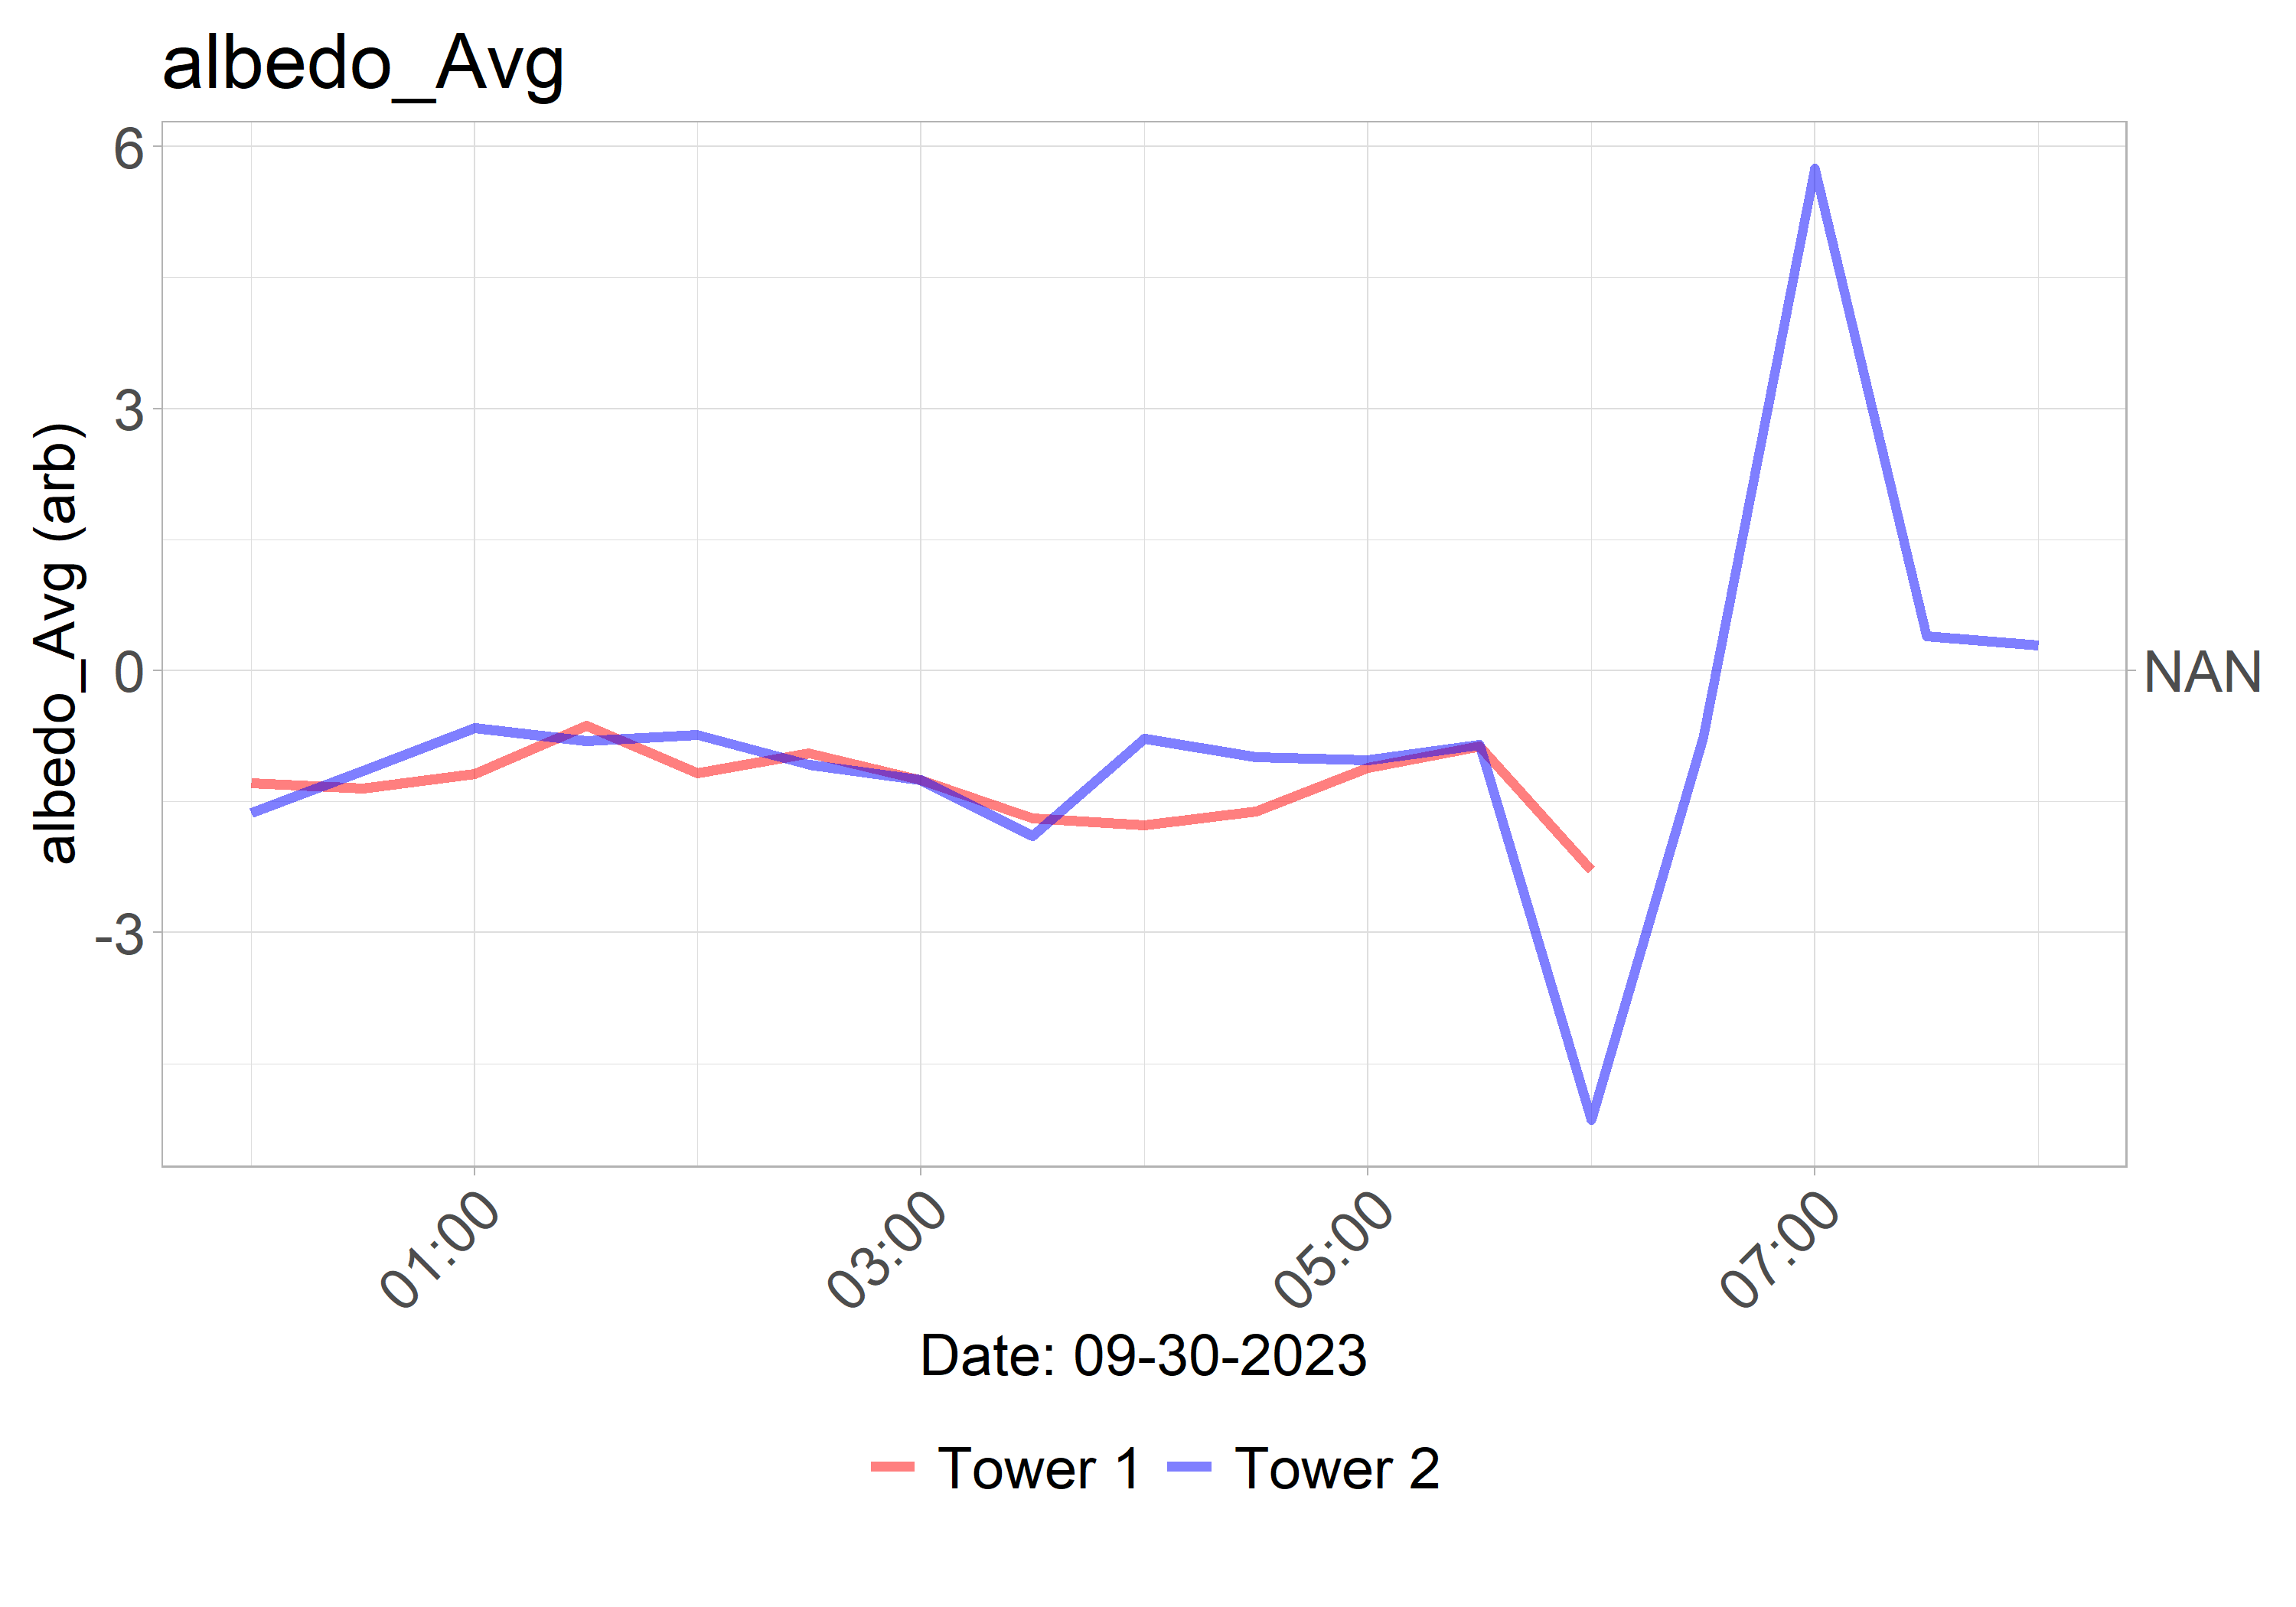 albedo_Avg
albedo_Avg (arb)
6
3
0
-3
NAN
01:00
03:00
05:00
07:00
Date: 09-30-2023
Tower 1
Tower 2